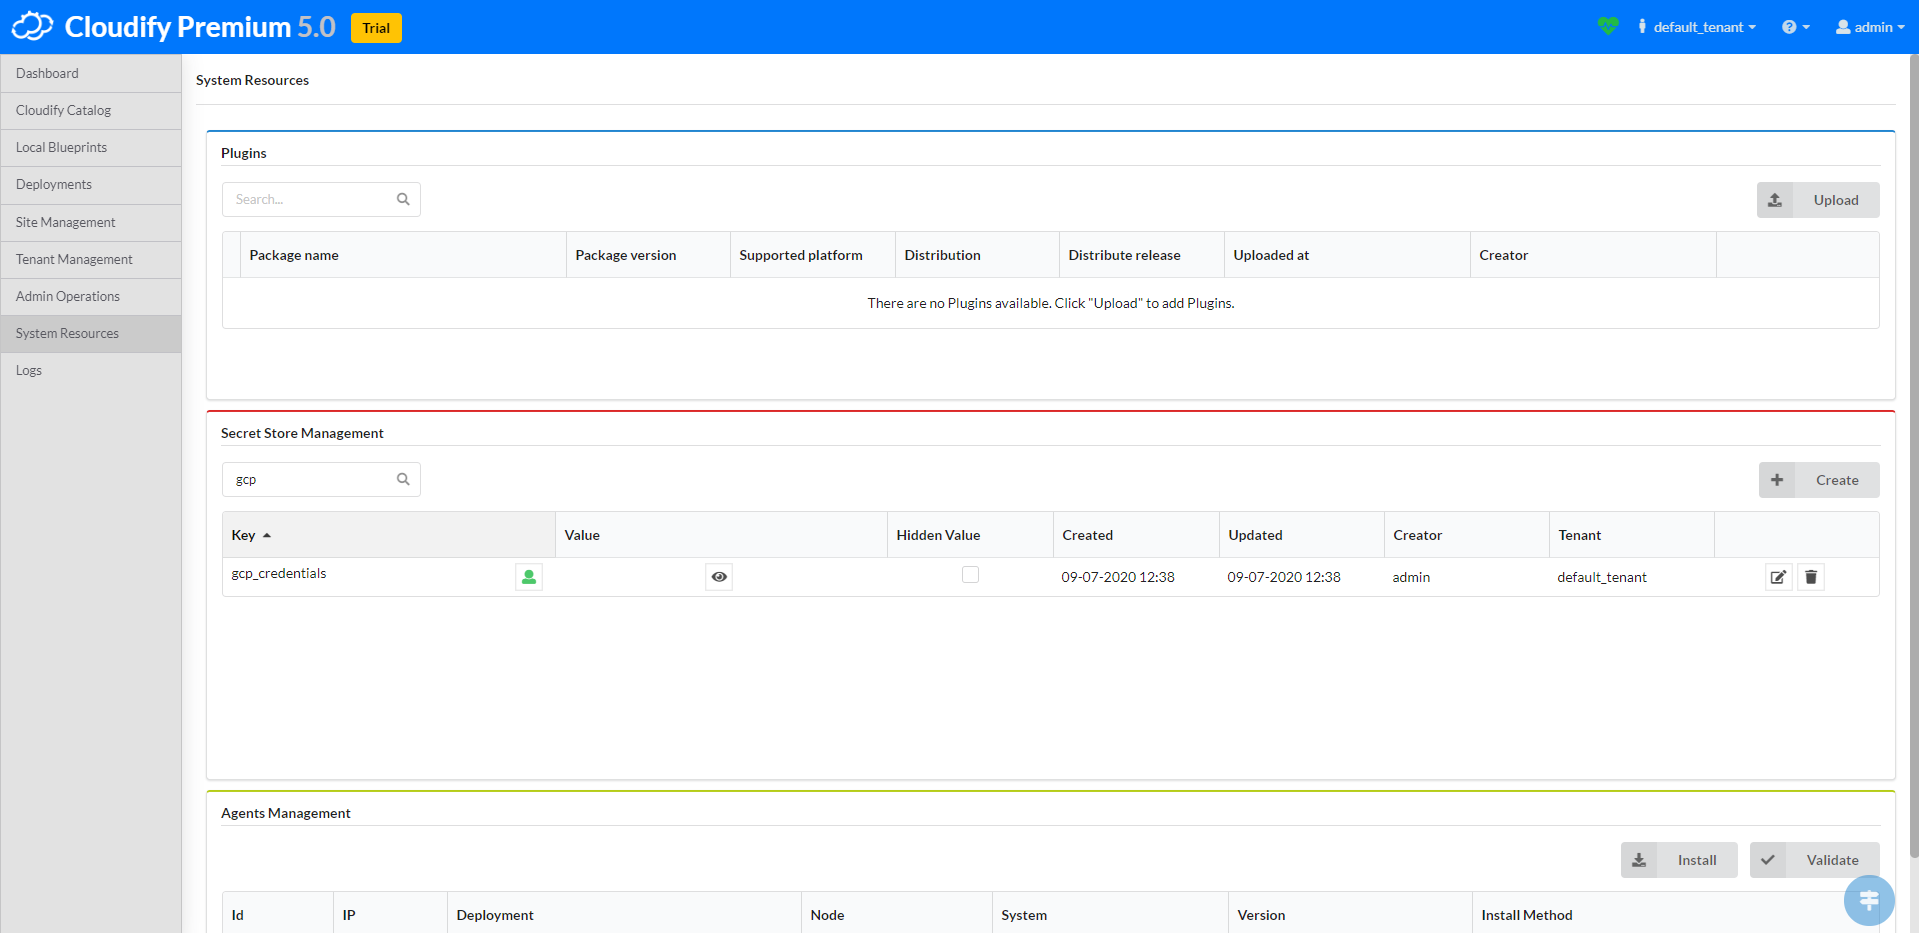 Cloudify Premium 5.0 Trial default_tenant admin
Dashboard
Cloudify Catalog
Local Blueprints
Deployments
Site Management
Tenant Management
Admin Operations
System Resources
Logs
System Resources
Plugins
Search... Upload
Package name Package version Supported platform Distribution Distribute release Uploaded at Creator
There are no Plugins available. Click "Upload" to add Plugins.
Secret Store Management
gcp Create
Key Value Hidden Value Created Updated Creator Tenant
gcp_credentials 09-07-2020 12:38 09-07-2020 12:38 admin default_tenant
Agents Management
Install Validate
Id IP Deployment Node System Version Install Method